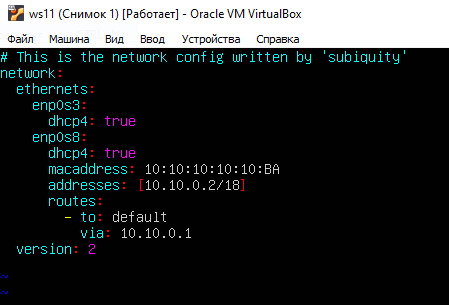 ws11 (Снимок 1) [Работает] - Oracle VM VirtualBox
Файл Машина Вид Ввод Устройства Справка
# This is the network config written by 'subiquity'
network:
  ethernets:
    enp0s3:
      dhcp4: true
    enp0s8:
      dhcp4: true
      macaddress: 10:10:10:10:10:BA
      addresses: [10.10.0.2/18]
      routes:
        - to: default
          via: 10.10.0.1
  version: 2
~
~